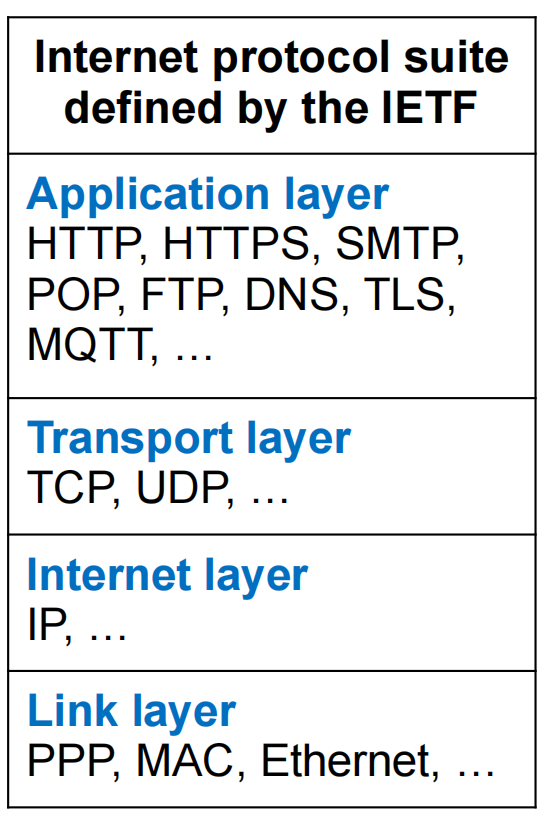 Internet protocol suite
defined by the IETF
Application layer
HTTP, HTTPS, SMTP,
POP, FTP, DNS, TLS,
MQTT, …
Transport layer
TCP, UDP, …
Internet layer
IP, …
Link layer
PPP, MAC, Ethernet, …